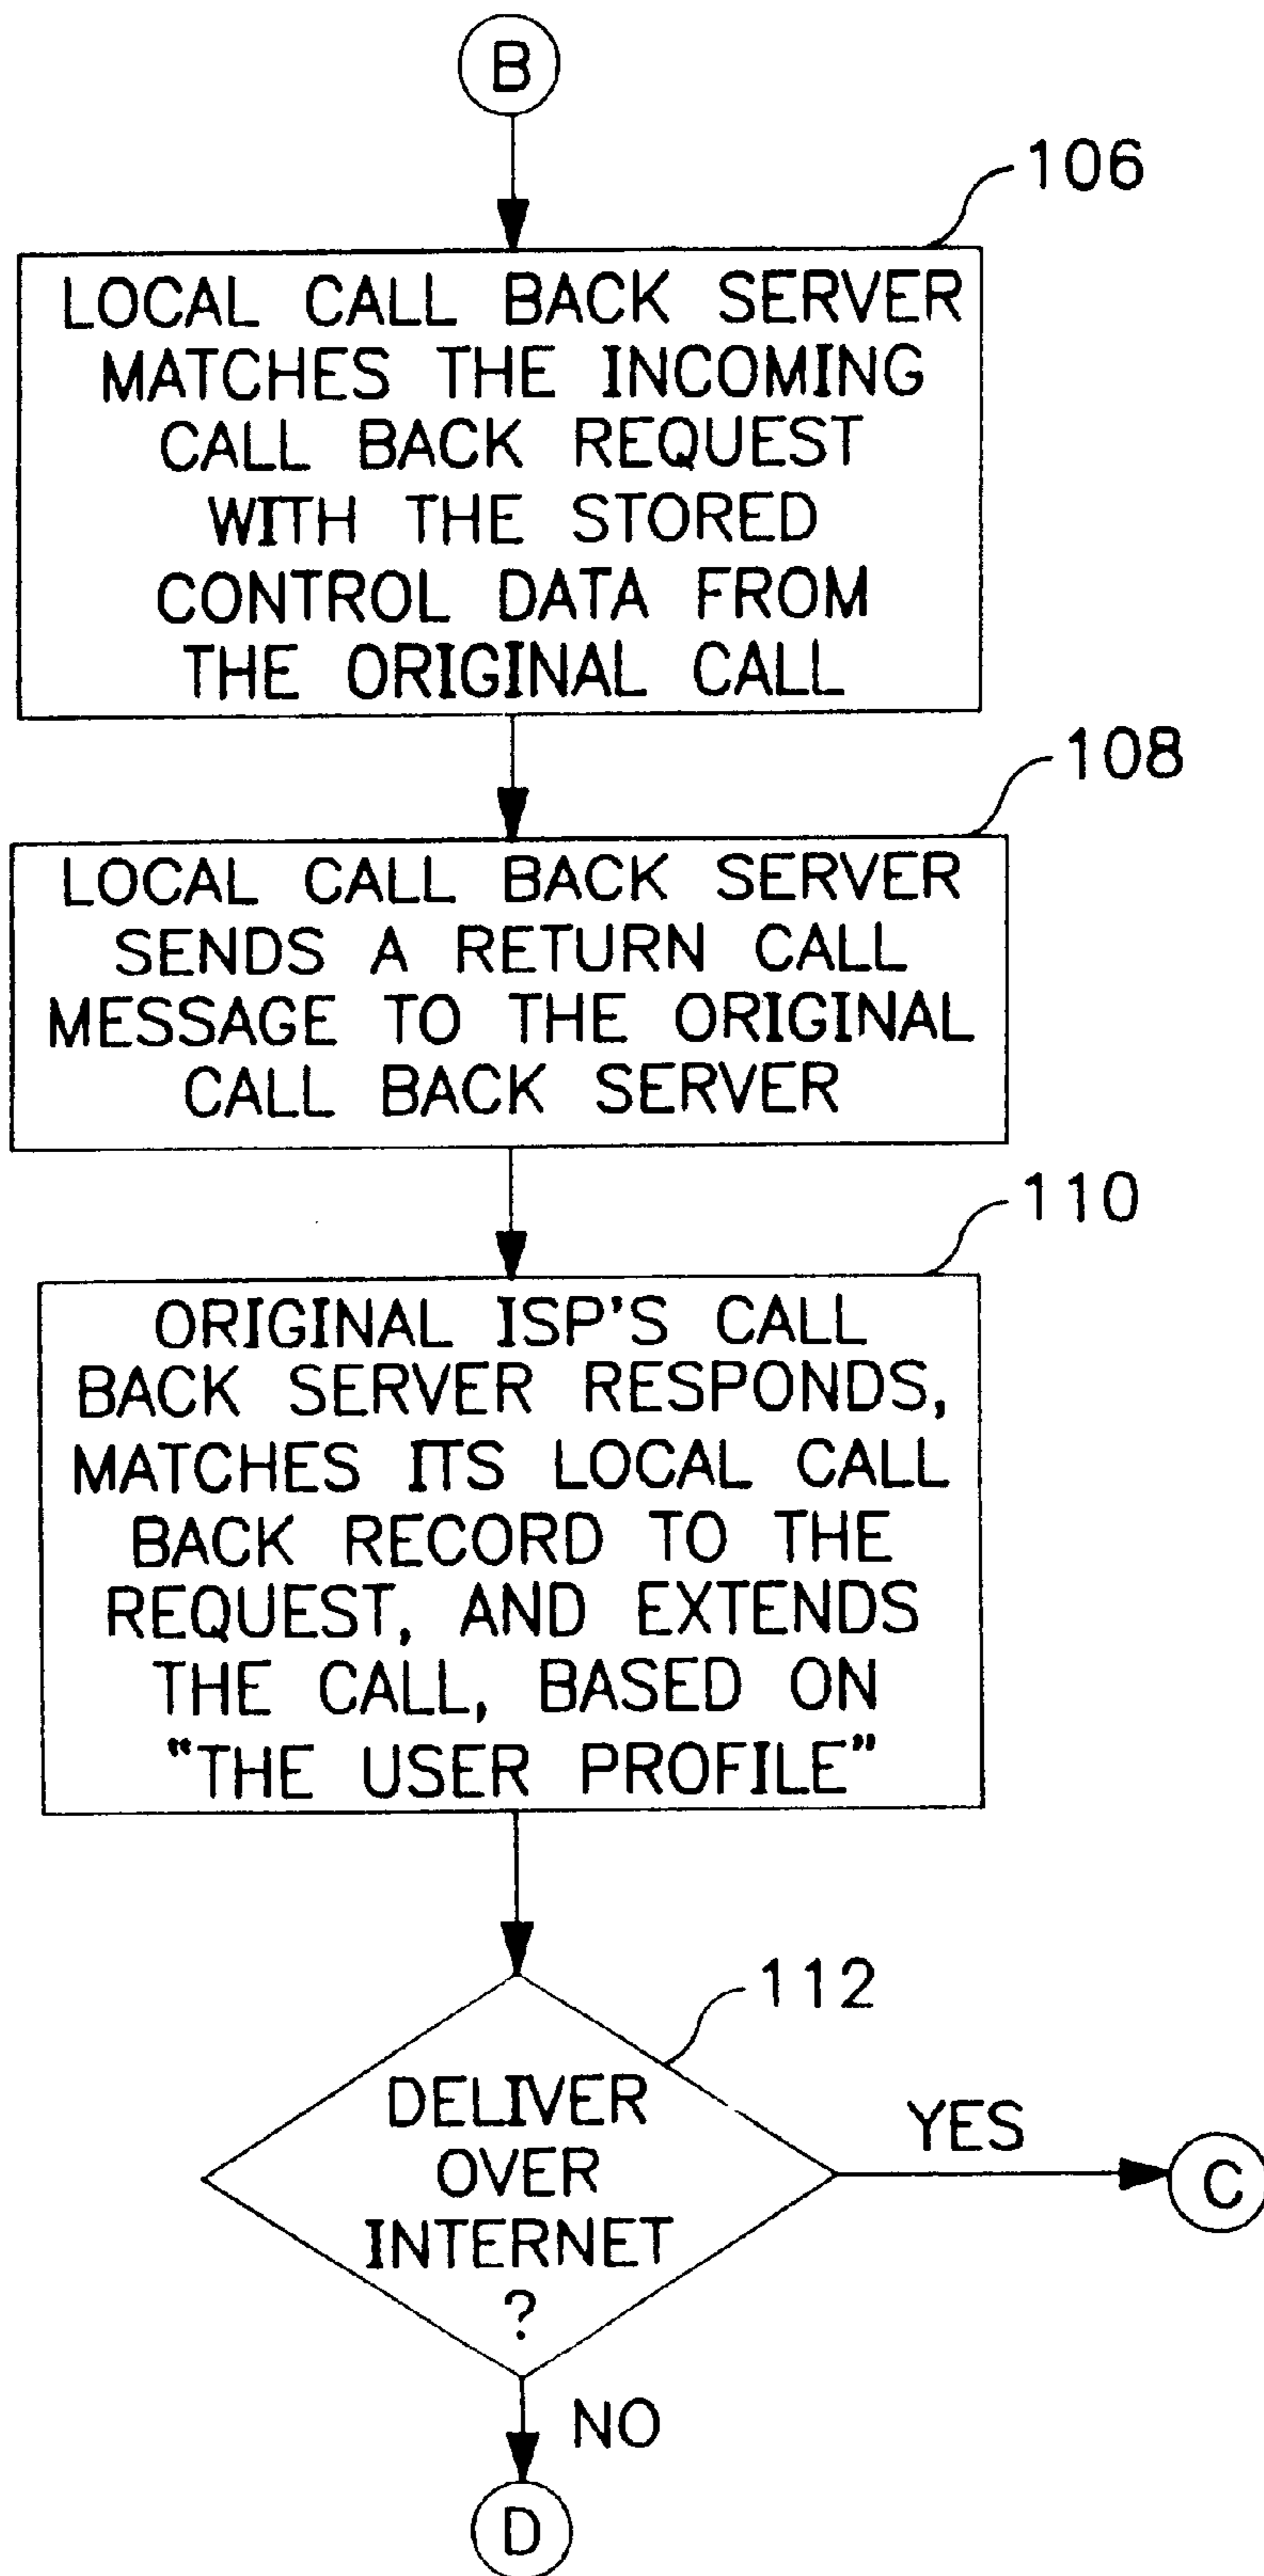 B
106
LOCAL CALL BACK SERVER
MATCHES THE INCOMING
CALL BACK REQUEST
WITH THE STORED
CONTROL DATA FROM
THE ORIGINAL CALL
108
LOCAL CALL BACK SERVER
SENDS A RETURN CALL
MESSAGE TO THE ORIGINAL
CALL BACK SERVER
110
ORIGINAL ISP'S CALL
BACK SERVER RESPONDS,
MATCHES ITS LOCAL CALL
BACK RECORD TO THE
REQUEST, AND EXTENDS
THE CALL, BASED ON
“THE USER PROFILE”
112
DELIVER
OVER
INTERNET
?
YES
C
NO
D